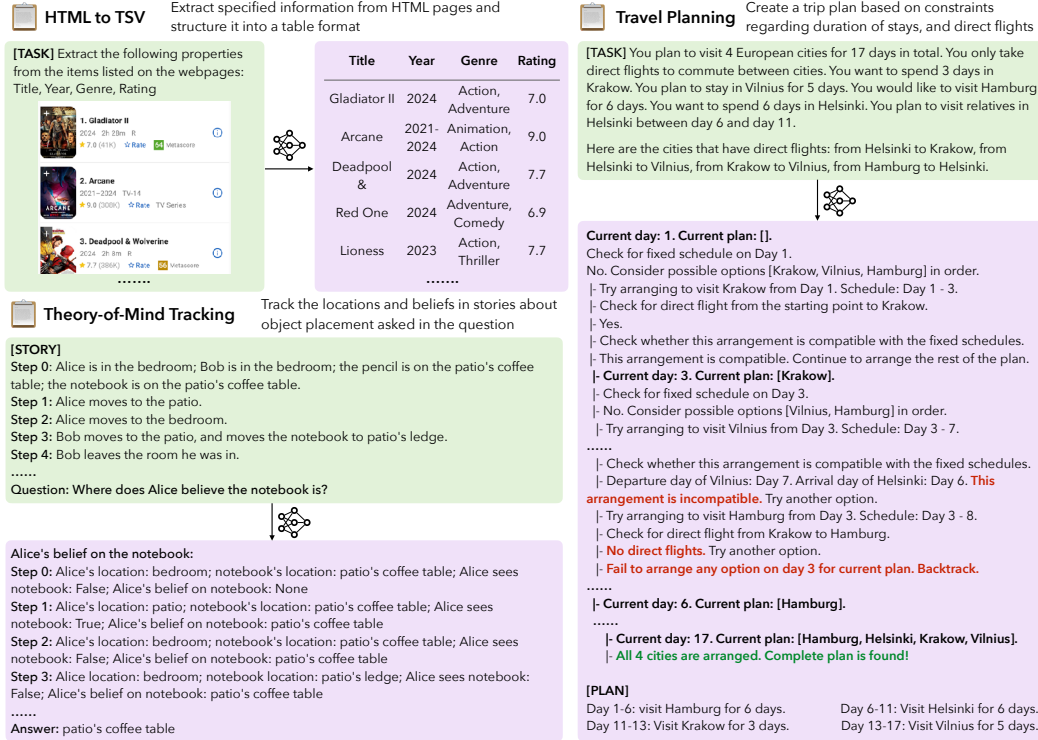 HTML to TSV
Extract specified information from HTML pages and
structure it into a table format
[TASK] Extract the following properties
from the items listed on the webpages:
Title, Year, Genre, Rating
1. Gladiator II
2024 2h 28m R
7.0 (41K) Rate 64 Metascore
2. Arcane
2021–2024 TV-14
9.0 (308K) Rate TV Series
3. Deadpool & Wolverine
2024 2h 8m R
7.7 (386K) Rate 56 Metascore
.......
Title Year Genre Rating
Gladiator II 2024 Action, Adventure 7.0
Arcane 2021-2024 Animation, Action 9.0
Deadpool & 2024 Action, Adventure 7.7
Red One 2024 Adventure, Comedy 6.9
Lioness 2023 Action, Thriller 7.7
.......
Theory-of-Mind Tracking
Track the locations and beliefs in stories about
object placement asked in the question
[STORY]
Step 0: Alice is in the bedroom; Bob is in the bedroom; the pencil is on the patio's coffee
table; the notebook is on the patio's coffee table.
Step 1: Alice moves to the patio.
Step 2: Alice moves to the bedroom.
Step 3: Bob moves to the patio, and moves the notebook to patio's ledge.
Step 4: Bob leaves the room he was in.
......
Question: Where does Alice believe the notebook is?
Alice's belief on the notebook:
Step 0: Alice's location: bedroom; notebook's location: patio's coffee table; Alice sees
notebook: False; Alice's belief on notebook: None
Step 1: Alice's location: patio; notebook's location: patio's coffee table; Alice sees
notebook: True; Alice's belief on notebook: patio's coffee table
Step 2: Alice's location: bedroom; notebook's location: patio's coffee table; Alice sees
notebook: False; Alice's belief on notebook: patio's coffee table
Step 3: Alice location: bedroom; notebook location: patio's ledge; Alice sees notebook:
False; Alice's belief on notebook: patio's coffee table
......
Answer: patio's coffee table
Travel Planning
Create a trip plan based on constraints
regarding duration of stays, and direct flights
[TASK] You plan to visit 4 European cities for 17 days in total. You only take
direct flights to commute between cities. You want to spend 3 days in
Krakow. You plan to stay in Vilnius for 5 days. You would like to visit Hamburg
for 6 days. You want to spend 6 days in Helsinki. You plan to visit relatives in
Helsinki between day 6 and day 11.
Here are the cities that have direct flights: from Helsinki to Krakow, from
Helsinki to Vilnius, from Krakow to Vilnius, from Hamburg to Helsinki.
Current day: 1. Current plan: [].
Check for fixed schedule on Day 1.
No. Consider possible options [Krakow, Vilnius, Hamburg] in order.
|- Try arranging to visit Krakow from Day 1. Schedule: Day 1 - 3.
|- Check for direct flight from the starting point to Krakow.
|- Yes.
|- Check whether this arrangement is compatible with the fixed schedules.
|- This arrangement is compatible. Continue to arrange the rest of the plan.
|- Current day: 3. Current plan: [Krakow].
|- Check for fixed schedule on Day 3.
|- No. Consider possible options [Vilnius, Hamburg] in order.
|- Try arranging to visit Vilnius from Day 3. Schedule: Day 3 - 7.
......
|- Check whether this arrangement is compatible with the fixed schedules.
|- Departure day of Vilnius: Day 7. Arrival day of Helsinki: Day 6. This
arrangement is incompatible. Try another option.
|- Try arranging to visit Hamburg from Day 3. Schedule: Day 3 - 8.
|- Check for direct flight from Krakow to Hamburg.
|- No direct flights. Try another option.
|- Fail to arrange any option on day 3 for current plan. Backtrack.
......
|- Current day: 6. Current plan: [Hamburg].
......
|- Current day: 17. Current plan: [Hamburg, Helsinki, Krakow, Vilnius].
|- All 4 cities are arranged. Complete plan is found!
[PLAN]
Day 1-6: visit Hamburg for 6 days. Day 6-11: Visit Helsinki for 6 days.
Day 11-13: Visit Krakow for 3 days. Day 13-17: Visit Vilnius for 5 days.